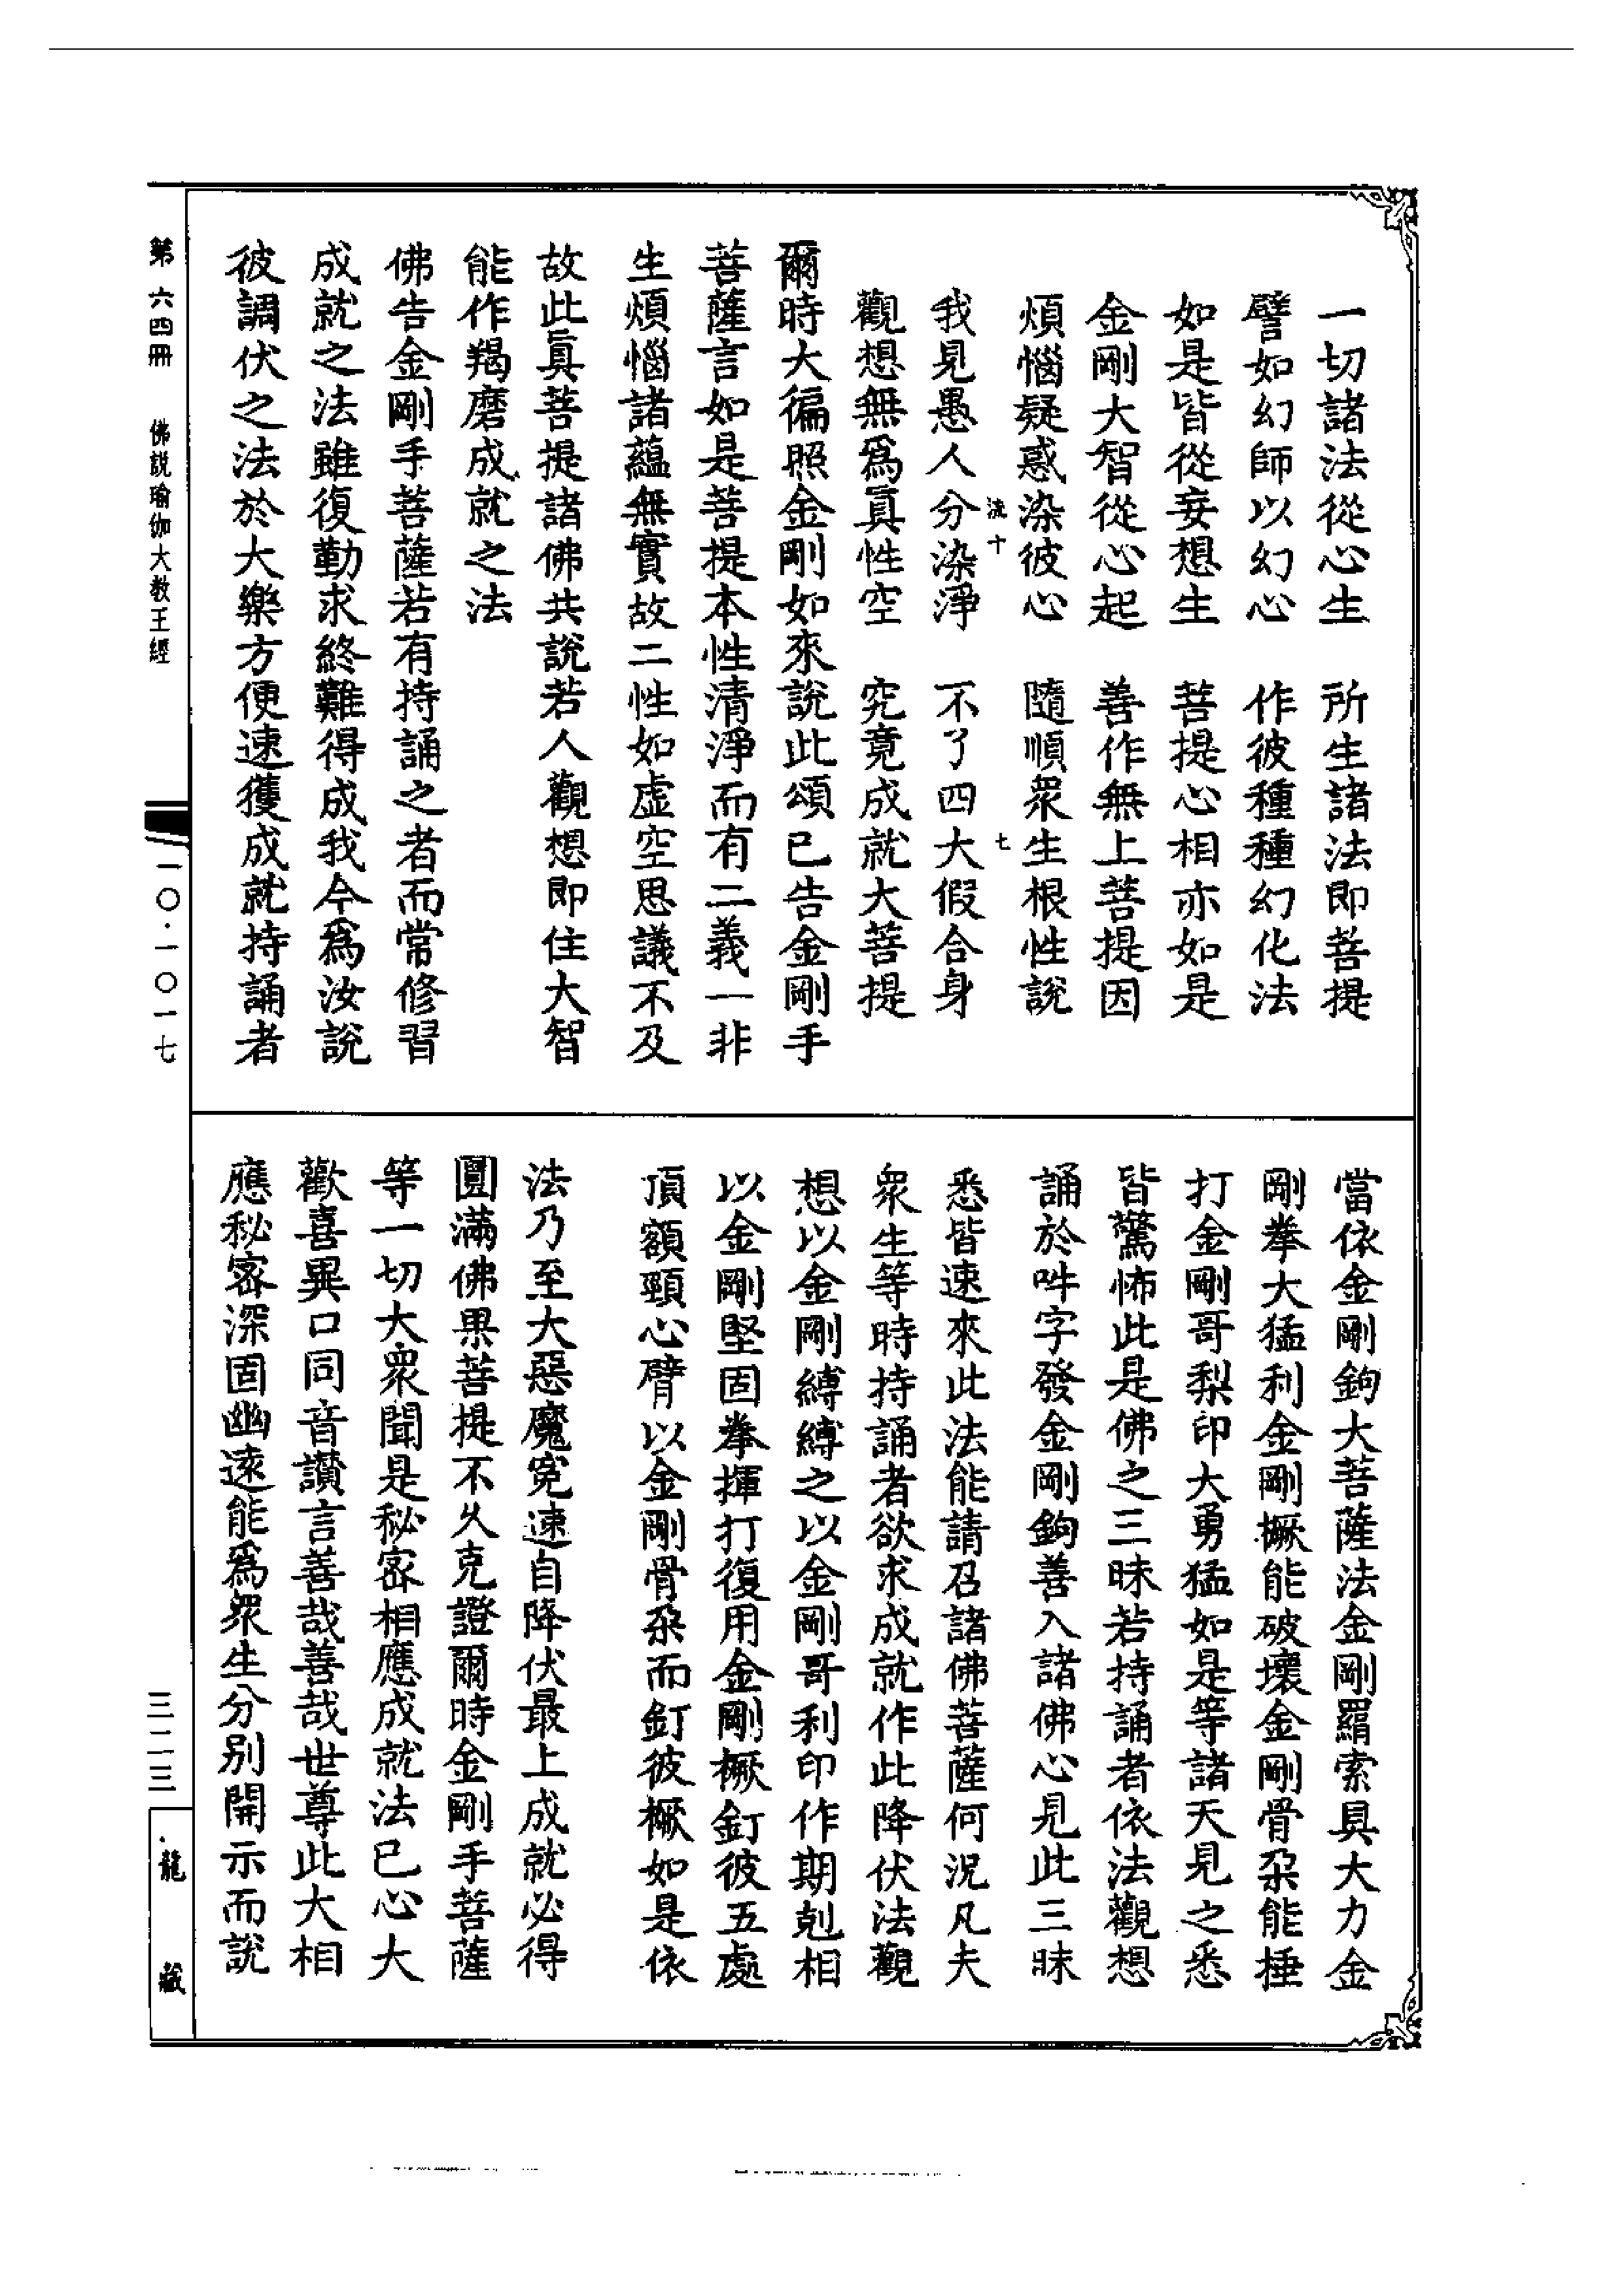 一切諸法從心生　所生諸法即菩提
譬如幻師以幻心　作彼種種幻化法
如是皆從妄想生　菩提心相亦如是
金剛大智從心起　善作無上菩提因
煩惱疑惑染彼心　隨順衆生根性說
流十　七
我見愚人分染淨　不了四大假合身
觀想無爲眞性空　究竟成就大菩提
爾時大徧照金剛如來說此頌已告金剛手
菩薩言如是菩提本性清淨而有二義一非
生煩惱諸蘊無實故二性如虛空思議不及
故此眞菩提諸佛共說若人觀想即住大智
能作羯磨成就之法
佛告金剛手菩薩若有持誦之者而常修習
成就之法雖復勤求終難得成我今爲汝說
彼調伏之法於大樂方便速獲成就持誦者
當依金剛鉤大菩薩法金剛羂索具大力金
剛拳大猛利金剛橛能破壞金剛骨朶能捶
打金剛哥梨印大勇猛如是等諸天見之悉
皆驚怖此是佛之三昧若持誦者依法觀想
誦於吽字發金剛鉤善入諸佛心見此三昧
悉皆速來此法能請召諸佛菩薩何況凡夫
衆生等時持誦者欲求成就作此降伏法觀
想以金剛縛縛之以金剛哥利印作期剋相
以金剛堅固拳揮打復用金剛橛釘彼五處
頂額頸心臂以金剛骨朶而釘彼橛如是依
法乃至大惡魔寃速自降伏最上成就必得
圓滿佛果菩提不久克證爾時金剛手菩薩
等一切大衆聞是秘密相應成就法已心大
歡喜異口同音讚言善哉善哉世尊此大相
應秘密深固幽遠能爲衆生分别開示而說
第六四冊　佛說瑜伽大教王經
一〇·一〇一七
三二三
龍藏